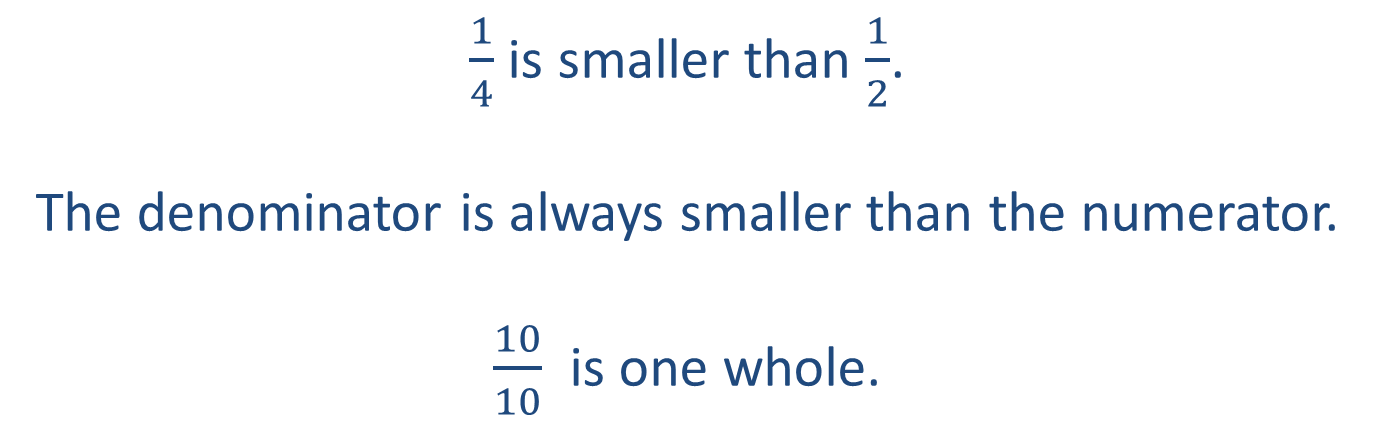 1/4 is smaller than 1/2.
The denominator is always smaller than the numerator.
10/10 is one whole.